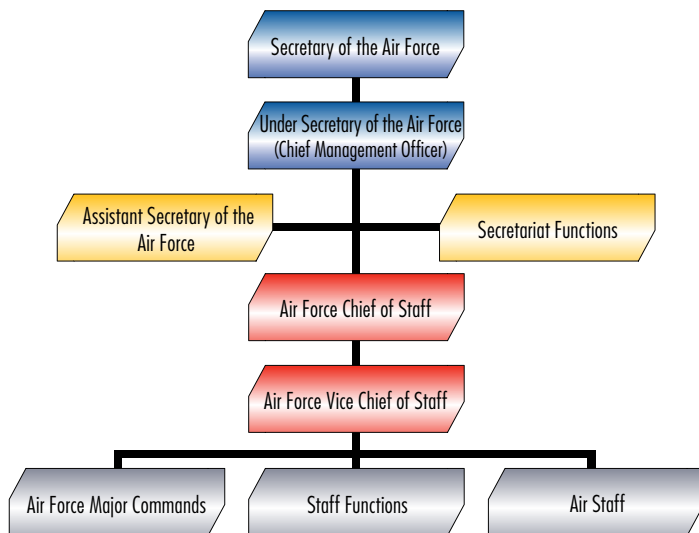 Secretary of the Air Force
Under Secretary of the Air Force
(Chief Management Officer)
Assistant Secretary of the
Air Force
Secretariat Functions
Air Force Chief of Staff
Air Force Vice Chief of Staff
Air Force Major Commands
Staff Functions
Air Staff